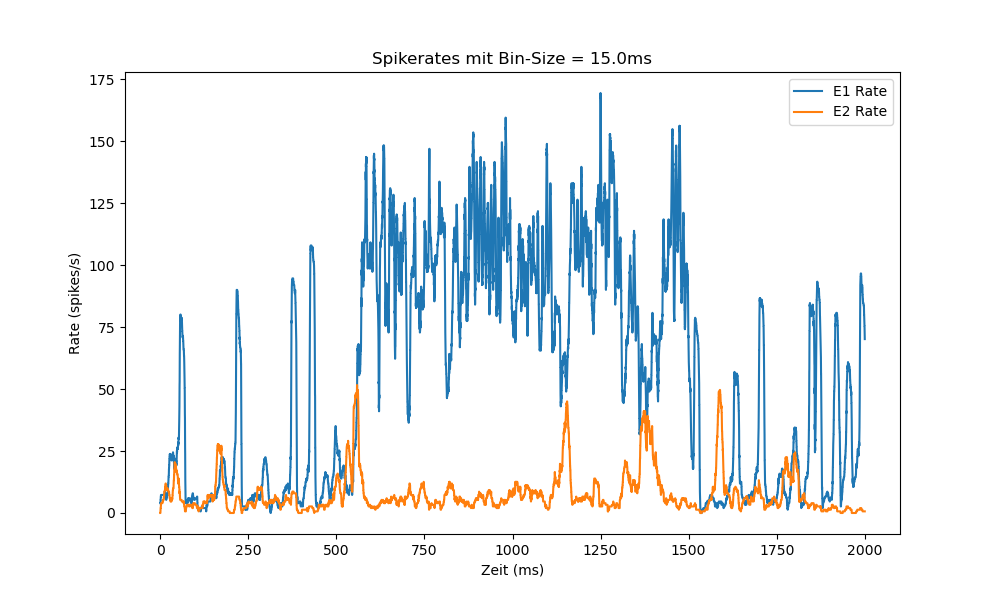 Spikerates mit Bin-Size = 15.0ms
E1 Rate
E2 Rate
Rate (spikes/s)
175
150
125
100
75
50
25
0
0 250 500 750 1000 1250 1500 1750 2000
Zeit (ms)